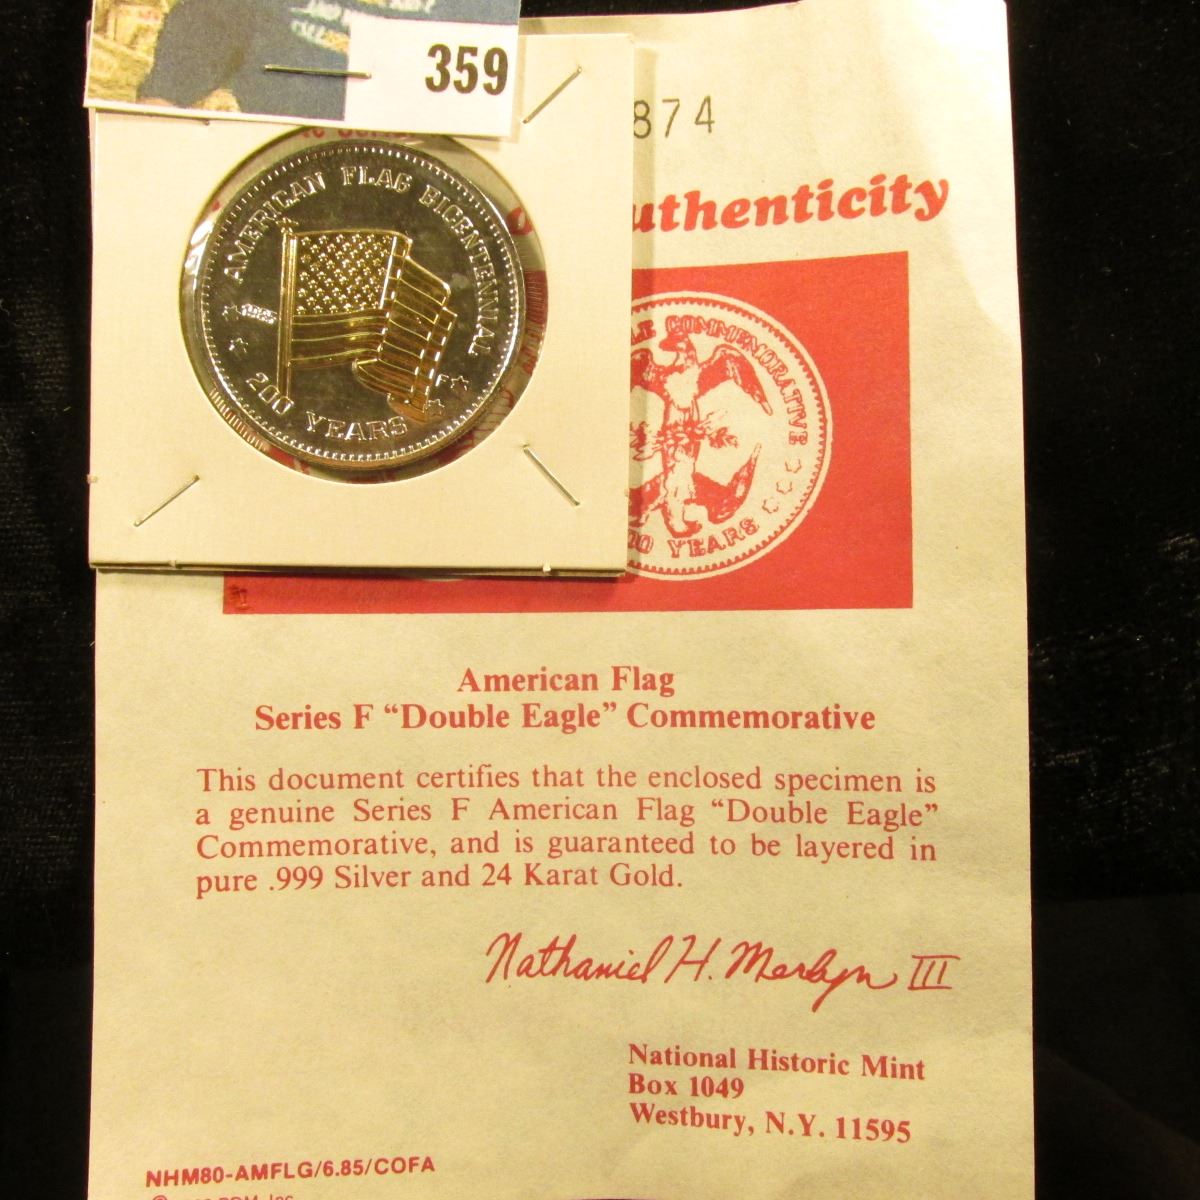 359
874
Authenticity
AMERICAN FLAG BICENTENNIAL
200 YEARS
F
COMMEMORATIVE
YEARS
American Flag
Series F “Double Eagle” Commemorative
This document certifies that the enclosed specimen is
a genuine Series F American Flag “Double Eagle”
Commemorative, and is guaranteed to be layered in
pure .999 Silver and 24 Karat Gold.
Nathaniel H. Merlyn III
National Historic Mint
Box 1049
Westbury, N.Y. 11595
NHM80-AMFLG/6.85/COFA